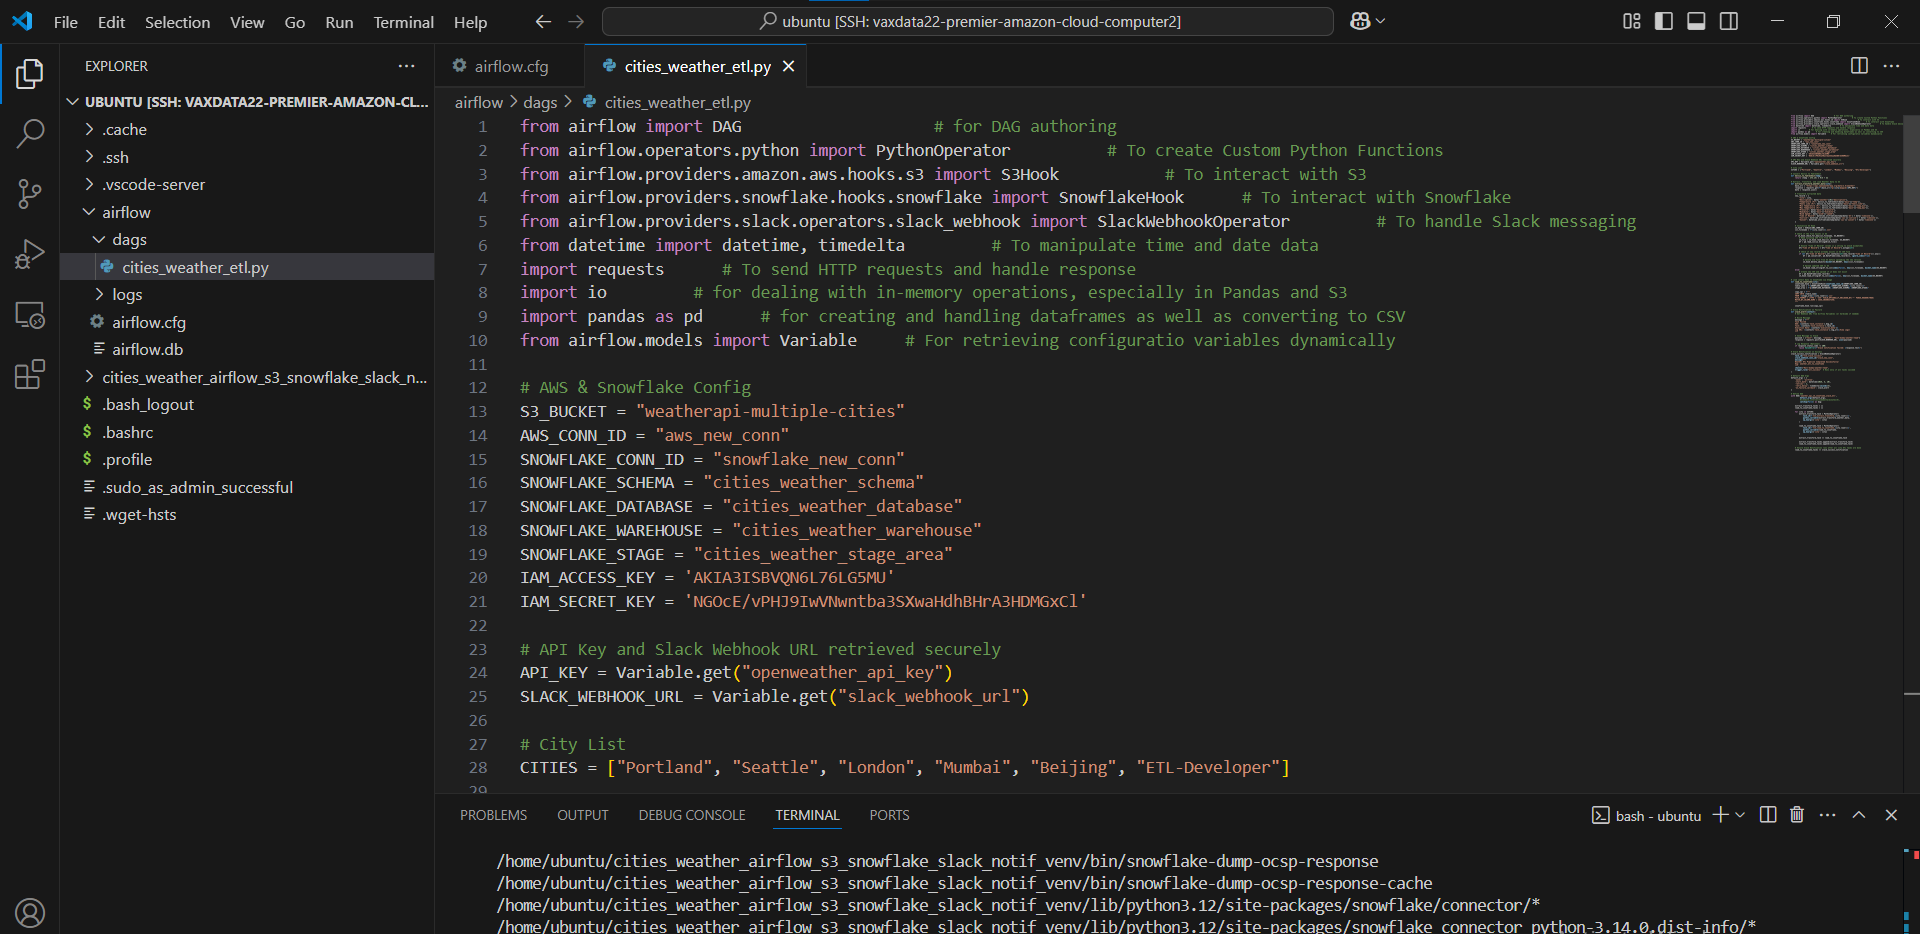 File Edit Selection View Go Run Terminal Help
ubuntu [SSH: vaxdata22-premier-amazon-cloud-computer2]
EXPLORER
UBUNTU [SSH: VAXDATA22-PREMIER-AMAZON-CL...
.cache
.ssh
.vscode-server
airflow
dags
cities_weather_etl.py
logs
airflow.cfg
airflow.db
cities_weather_airflow_s3_snowflake_slack_n...
.bash_logout
.bashrc
.profile
.sudo_as_admin_successful
.wget-hsts
airflow.cfg
cities_weather_etl.py
airflow > dags > cities_weather_etl.py
1 from airflow import DAG # for DAG authoring
2 from airflow.operators.python import PythonOperator # To create Custom Python Functions
3 from airflow.providers.amazon.aws.hooks.s3 import S3Hook # To interact with S3
4 from airflow.providers.snowflake.hooks.snowflake import SnowflakeHook # To interact with Snowflake
5 from airflow.providers.slack.operators.slack_webhook import SlackWebhookOperator # To handle Slack messaging
6 from datetime import datetime, timedelta # To manipulate time and date data
7 import requests # To send HTTP requests and handle response
8 import io # for dealing with in-memory operations, especially in Pandas and S3
9 import pandas as pd # for creating and handling dataframes as well as converting to CSV
10 from airflow.models import Variable # For retrieving configuratio variables dynamically
11
12 # AWS & Snowflake Config
13 S3_BUCKET = "weatherapi-multiple-cities"
14 AWS_CONN_ID = "aws_new_conn"
15 SNOWFLAKE_CONN_ID = "snowflake_new_conn"
16 SNOWFLAKE_SCHEMA = "cities_weather_schema"
17 SNOWFLAKE_DATABASE = "cities_weather_database"
18 SNOWFLAKE_WAREHOUSE = "cities_weather_warehouse"
19 SNOWFLAKE_STAGE = "cities_weather_stage_area"
20 IAM_ACCESS_KEY = 'AKIA3ISBVQN6L76LG5MU'
21 IAM_SECRET_KEY = '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'
22
23 # API Key and Slack Webhook URL retrieved securely
24 API_KEY = Variable.get("openweather_api_key")
25 SLACK_WEBHOOK_URL = Variable.get("slack_webhook_url")
26
27 # City List
28 CITIES = ["Portland", "Seattle", "London", "Mumbai", "Beijing", "ETL-Developer"]
29
PROBLEMS OUTPUT DEBUG CONSOLE TERMINAL PORTS
bash - ubuntu
/home/ubuntu/cities_weather_airflow_s3_snowflake_slack_notif_venv/bin/snowflake-dump-ocsp-response
/home/ubuntu/cities_weather_airflow_s3_snowflake_slack_notif_venv/bin/snowflake-dump-ocsp-response-cache
/home/ubuntu/cities_weather_airflow_s3_snowflake_slack_notif_venv/lib/python3.12/site-packages/snowflake/connector/*
/home/ubuntu/cities_weather_airflow_s3_snowflake_slack_notif_venv/lib/python3.12/site-packages/snowflake_connector_python-3.14.0.dist-info/*